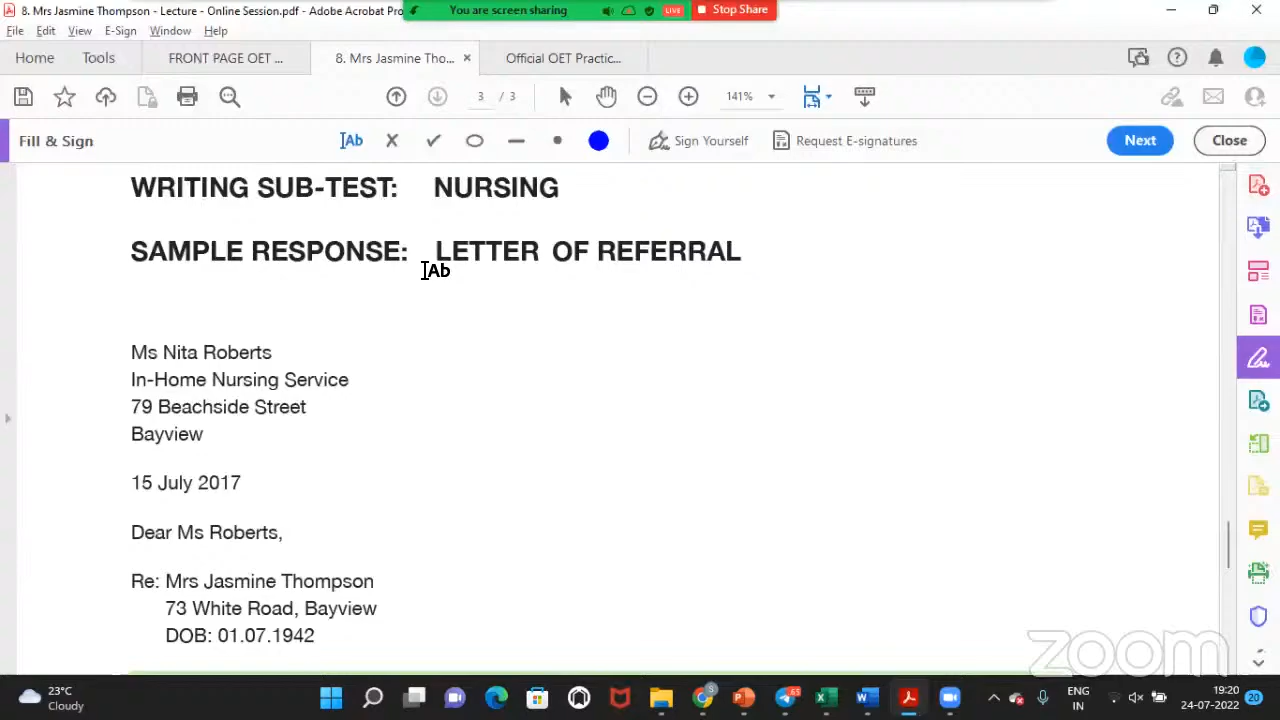 8. Mrs Jasmine Thompson - Lecture - Online Session.pdf - Adobe Acrobat Pro
You are screen sharing
LIVE
Stop Share
File Edit View E-Sign Window Help
Home Tools FRONT PAGE OET ... 8. Mrs Jasmine Tho... × Official OET Practic...
3 / 3 141%
Fill & Sign Ab Sign Yourself Request E-signatures Next Close
WRITING SUB-TEST: NURSING
SAMPLE RESPONSE: LETTER OF REFERRAL
Ab
Ms Nita Roberts
In-Home Nursing Service
79 Beachside Street
Bayview
15 July 2017
Dear Ms Roberts,
Re: Mrs Jasmine Thompson
73 White Road, Bayview
DOB: 01.07.1942
zoom
23°C
Cloudy
ENG
IN
19:20
24-07-2022
20